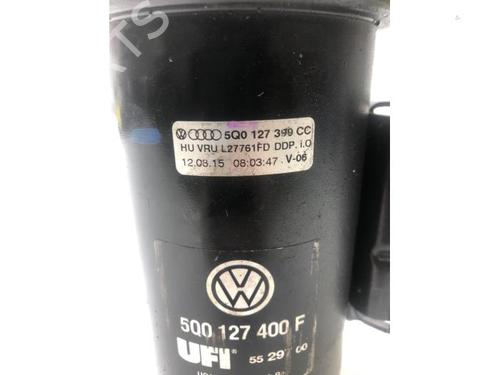 5Q0 127 399 CC
HU VRU L27761FD DDP. i.O
12.08.15 08:03:47 V-06
5Q0 127 400 F
UFI® 55 297 00